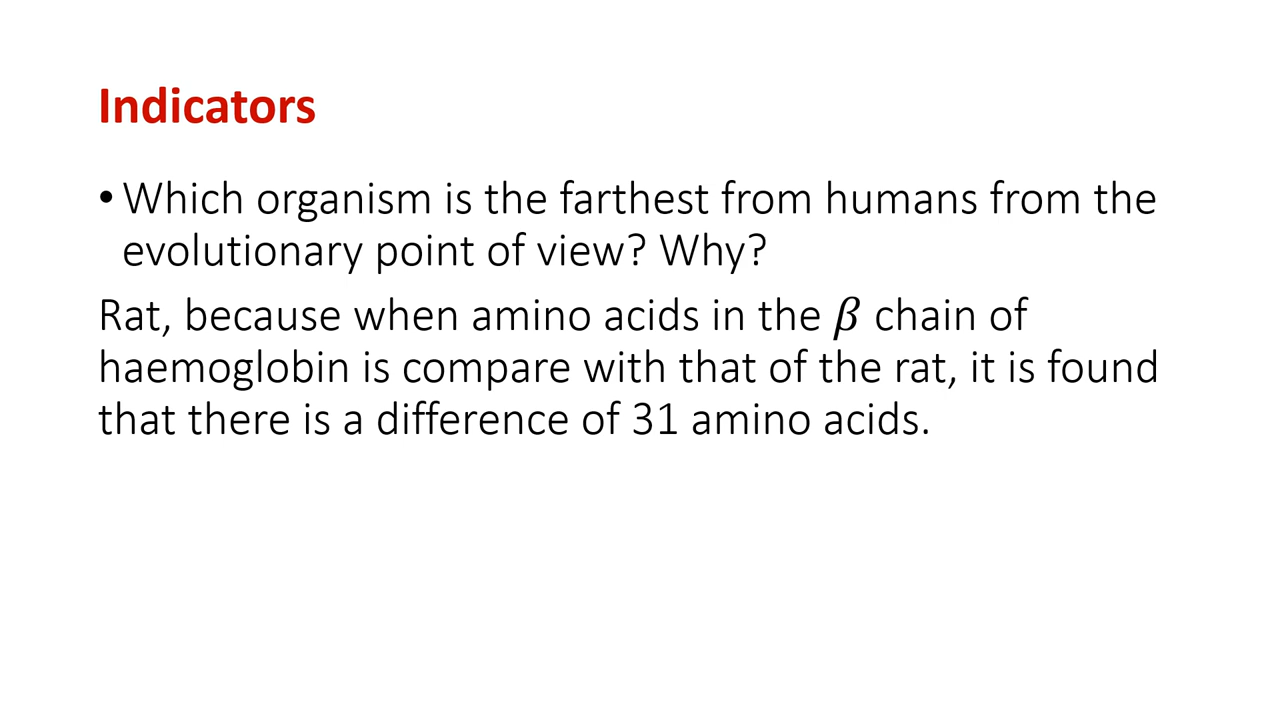 Indicators
• Which organism is the farthest from humans from the
evolutionary point of view? Why?
Rat, because when amino acids in the β chain of
haemoglobin is compare with that of the rat, it is found
that there is a difference of 31 amino acids.